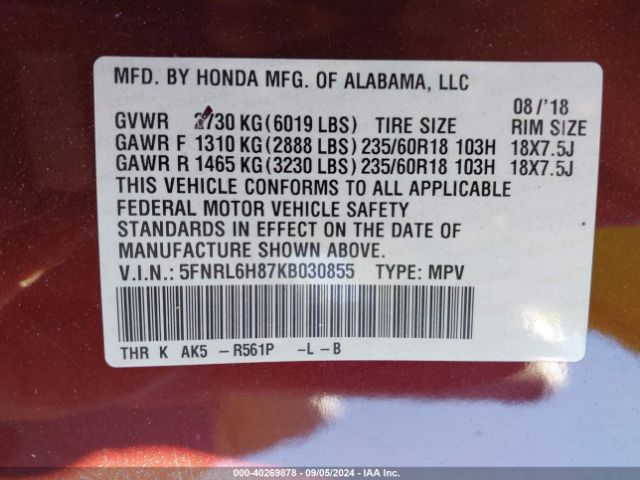 MFD. BY HONDA MFG. OF ALABAMA, LLC
08/'18
GVWR 2730 KG(6019 LBS) TIRE SIZE RIM SIZE
GAWR F 1310 KG(2888 LBS) 235/60R18 103H 18X7.5J
GAWR R 1465 KG(3230 LBS) 235/60R18 103H 18X7.5J
THIS VEHICLE CONFORMS TO ALL APPLICABLE
FEDERAL MOTOR VEHICLE SAFETY
STANDARDS IN EFFECT ON THE DATE OF
MANUFACTURE SHOWN ABOVE.
V.I.N.: 5FNRL6H87KB030855 TYPE: MPV
THR K AK5 – R561P –L – B
000-40269878 - 09/05/2024 - IAA Inc.